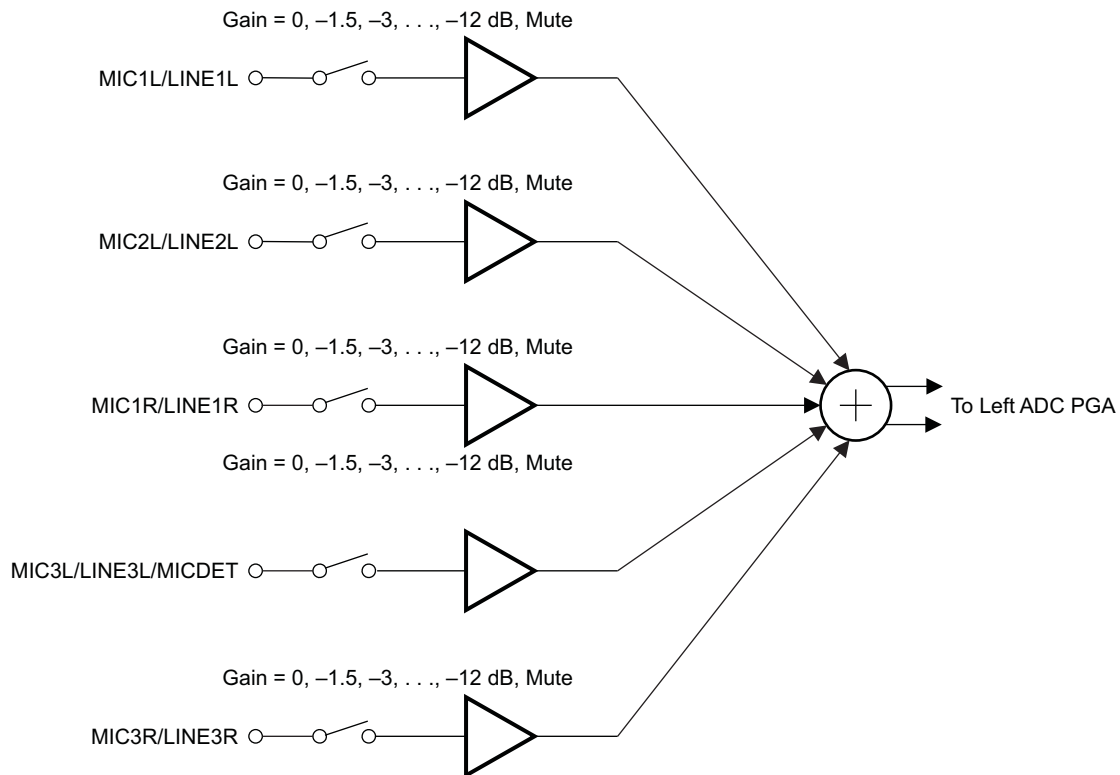 Gain = 0, –1.5, –3, . . ., –12 dB, Mute
MIC1L/LINE1L
Gain = 0, –1.5, –3, . . ., –12 dB, Mute
MIC2L/LINE2L
Gain = 0, –1.5, –3, . . ., –12 dB, Mute
MIC1R/LINE1R
To Left ADC PGA
Gain = 0, –1.5, –3, . . ., –12 dB, Mute
MIC3L/LINE3L/MICDET
Gain = 0, –1.5, –3, . . ., –12 dB, Mute
MIC3R/LINE3R